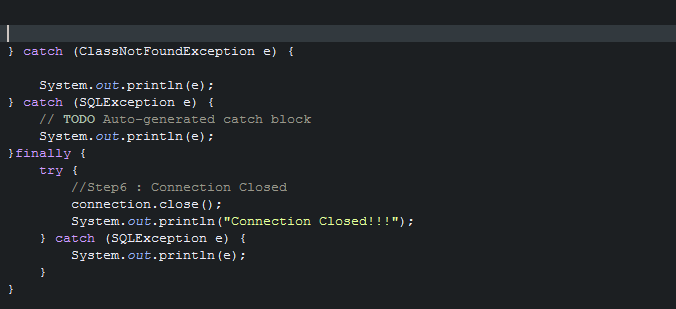 } catch (ClassNotFoundException e) {
System.out.println(e);
} catch (SQLException e) {
// TODO Auto-generated catch block
System.out.println(e);
}finally {
try {
//Step6 : Connection Closed
connection.close();
System.out.println("Connection Closed!!!");
} catch (SQLException e) {
System.out.println(e);
}
}